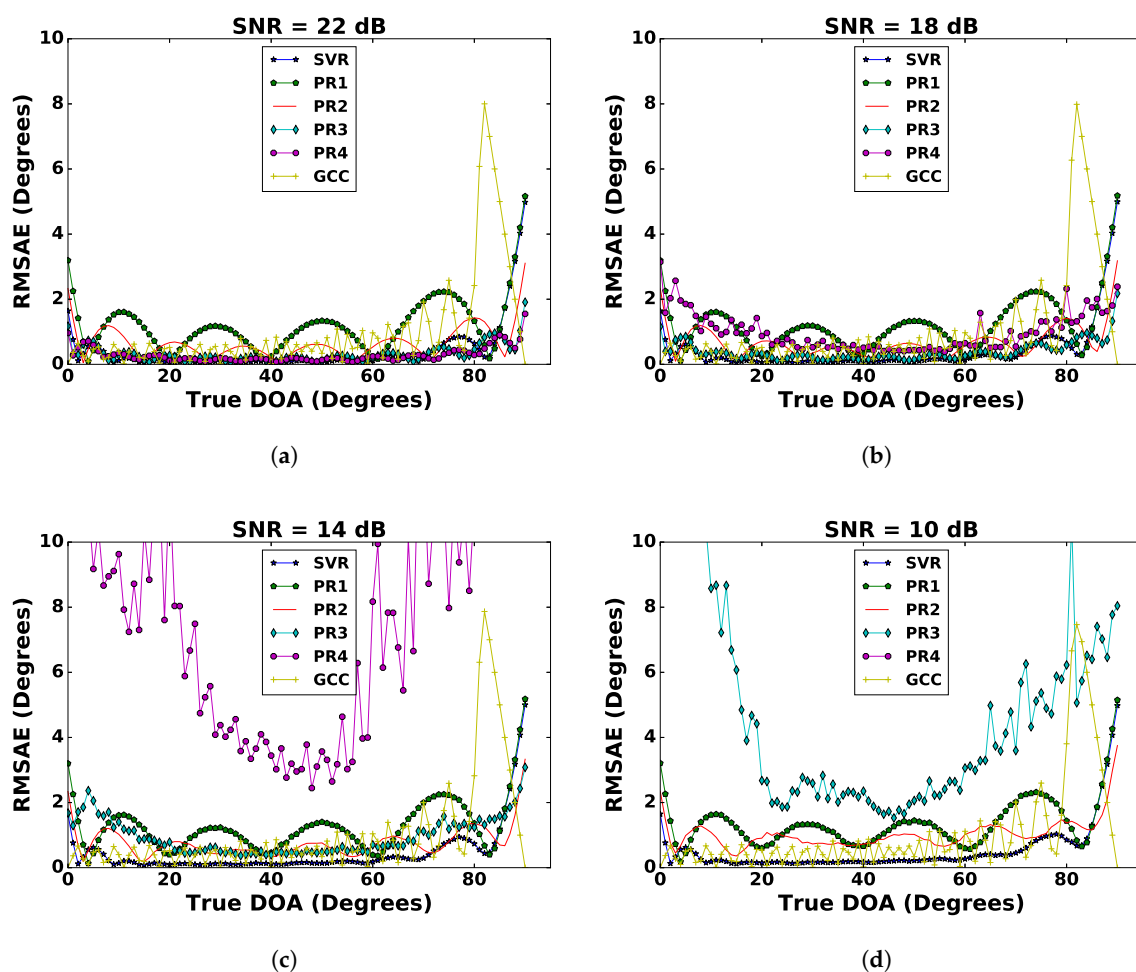 SNR = 22 dB
10
8
6
4
2
0
RMSAE (Degrees)
SVR
PR1
PR2
PR3
PR4
GCC
0 20 40 60 80
True DOA (Degrees)
(a)
SNR = 18 dB
10
8
6
4
2
0
RMSAE (Degrees)
SVR
PR1
PR2
PR3
PR4
GCC
0 20 40 60 80
True DOA (Degrees)
(b)
SNR = 14 dB
10
8
6
4
2
0
RMSAE (Degrees)
SVR
PR1
PR2
PR3
PR4
GCC
0 20 40 60 80
True DOA (Degrees)
(c)
SNR = 10 dB
10
8
6
4
2
0
RMSAE (Degrees)
SVR
PR1
PR2
PR3
PR4
GCC
0 20 40 60 80
True DOA (Degrees)
(d)